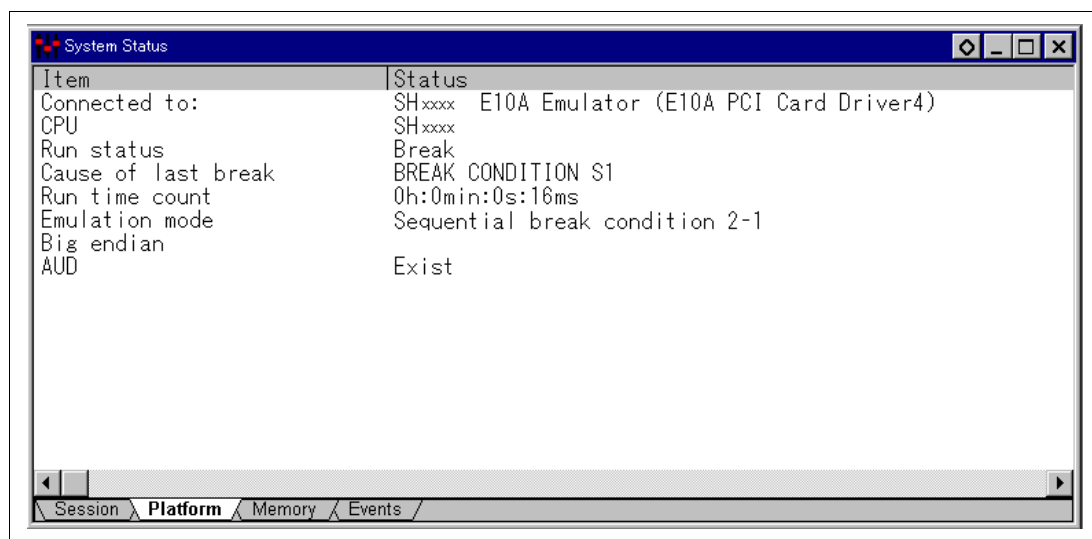 System Status
Item Status
Connected to: SHxxxx E10A Emulator (E10A PCI Card Driver4)
CPU SHxxxx
Run status Break
Cause of last break BREAK CONDITION S1
Run time count 0h:0min:0s:16ms
Emulation mode Sequential break condition 2-1
Big endian
AUD Exist
Session Platform Memory Events